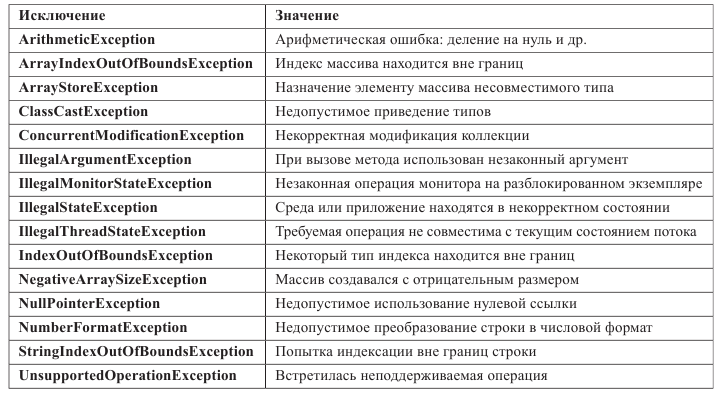 Исключение Значение
ArithmeticException Арифметическая ошибка: деление на нуль и др.
ArrayIndexOutOfBoundsException Индекс массива находится вне границ
ArrayStoreException Назначение элементу массива несовместимого типа
ClassCastException Недопустимое приведение типов
ConcurrentModificationException Некорректная модификация коллекции
IllegalArgumentException При вызове метода использован незаконный аргумент
IllegalMonitorStateException Незаконная операция монитора на разблокированном экземпляре
IllegalStateException Среда или приложение находятся в некорректном состоянии
IllegalThreadStateException Требуемая операция не совместима с текущим состоянием потока
IndexOutOfBoundsException Некоторый тип индекса находится вне границ
NegativeArraySizeException Массив создавался с отрицательным размером
NullPointerException Недопустимое использование нулевой ссылки
NumberFormatException Недопустимое преобразование строки в числовой формат
StringIndexOutOfBoundsException Попытка индексации вне границ строки
UnsupportedOperationException Встретилась неподдерживаемая операция